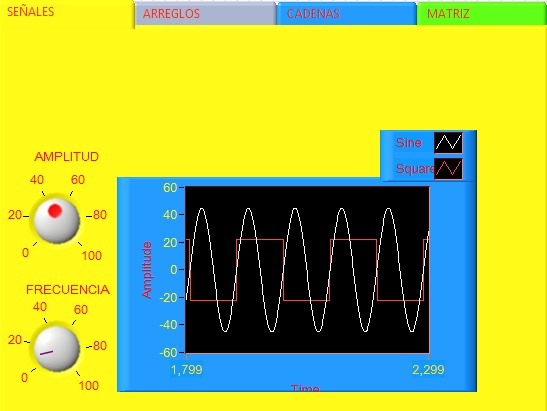 SEÑALES ARREGLOS CADENAS MATRIZ
Sine
Square
AMPLITUD
40 60
20 80
0 100
FRECUENCIA
40 60
20 80
0 100
Amplitude
60
40
20
0
-20
-40
-60
1,799 2,299
Time